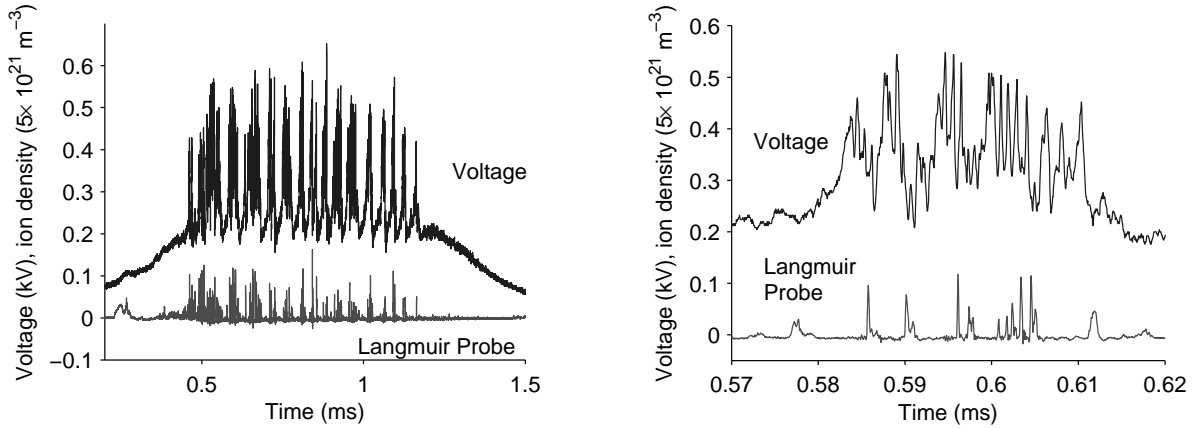 Voltage (kV), ion density (5× 10²¹ m⁻³)
0.6
0.5
0.4
0.3
0.2
0.1
0
−0.1
Voltage
Langmuir Probe
0.5
1
1.5
Time (ms)
Voltage (kV), ion density (5× 10²¹ m⁻³)
0.6
0.5
0.4
0.3
0.2
0.1
0
Voltage
Langmuir
Probe
0.57
0.58
0.59
0.6
0.61
0.62
Time (ms)